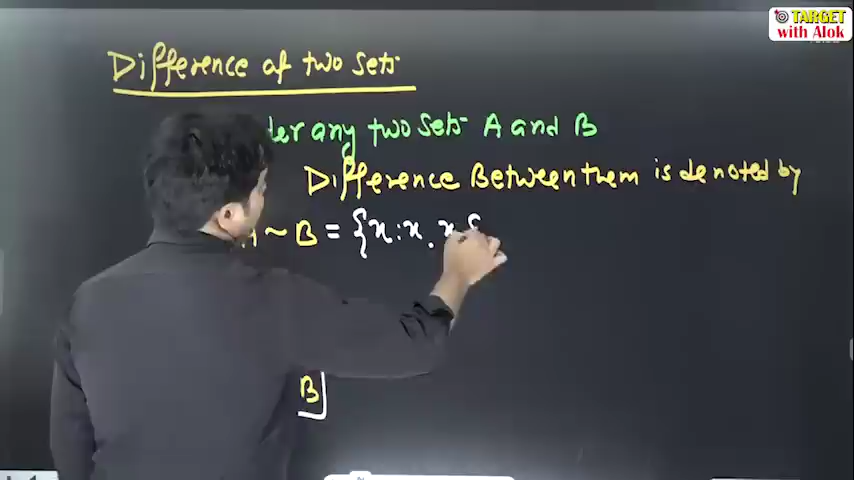 TARGET
with Alok
Difference of two sets
any two sets A and B
Difference Between them is denoted by
~ B = {x : x . x
B